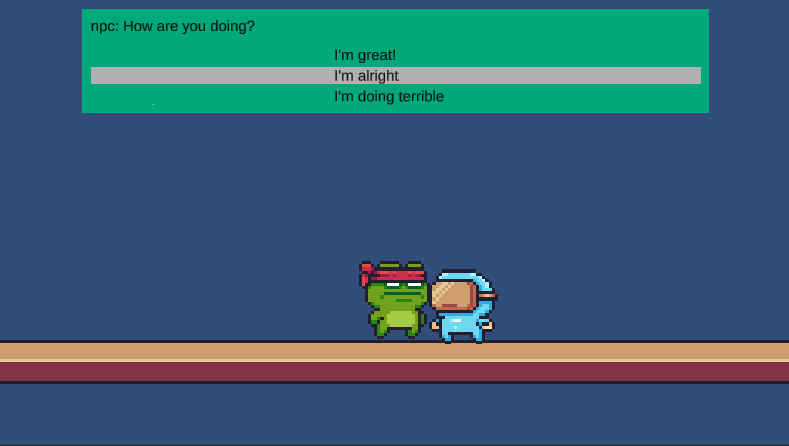 npc: How are you doing?
I'm great!
I'm alright
I'm doing terrible